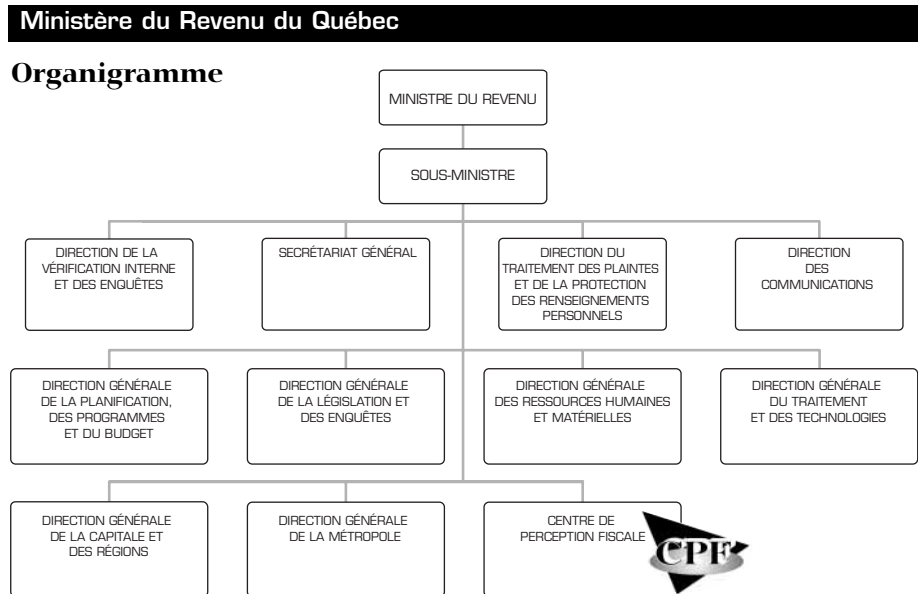 Ministère du Revenu du Québec
Organigramme
MINISTRE DU REVENU
SOUS-MINISTRE
DIRECTION DE LA
VÉRIFICATION INTERNE
ET DES ENQUÊTES
SECRÉTARIAT GÉNÉRAL
DIRECTION DU
TRAITEMENT DES PLAINTES
ET DE LA PROTECTION
DES RENSEIGNEMENTS
PERSONNELS
DIRECTION
DES
COMMUNICATIONS
DIRECTION GÉNÉRALE
DE LA PLANIFICATION,
DES PROGRAMMES
ET DU BUDGET
DIRECTION GÉNÉRALE
DE LA LÉGISLATION ET
DES ENQUÊTES
DIRECTION GÉNÉRALE
DES RESSOURCES HUMAINES
ET MATÉRIELLES
DIRECTION GÉNÉRALE
DU TRAITEMENT
ET DES TECHNOLOGIES
DIRECTION GÉNÉRALE
DE LA CAPITALE ET
DES RÉGIONS
DIRECTION GÉNÉRALE
DE LA MÉTROPOLE
CENTRE DE
PERCEPTION FISCALE
CPF